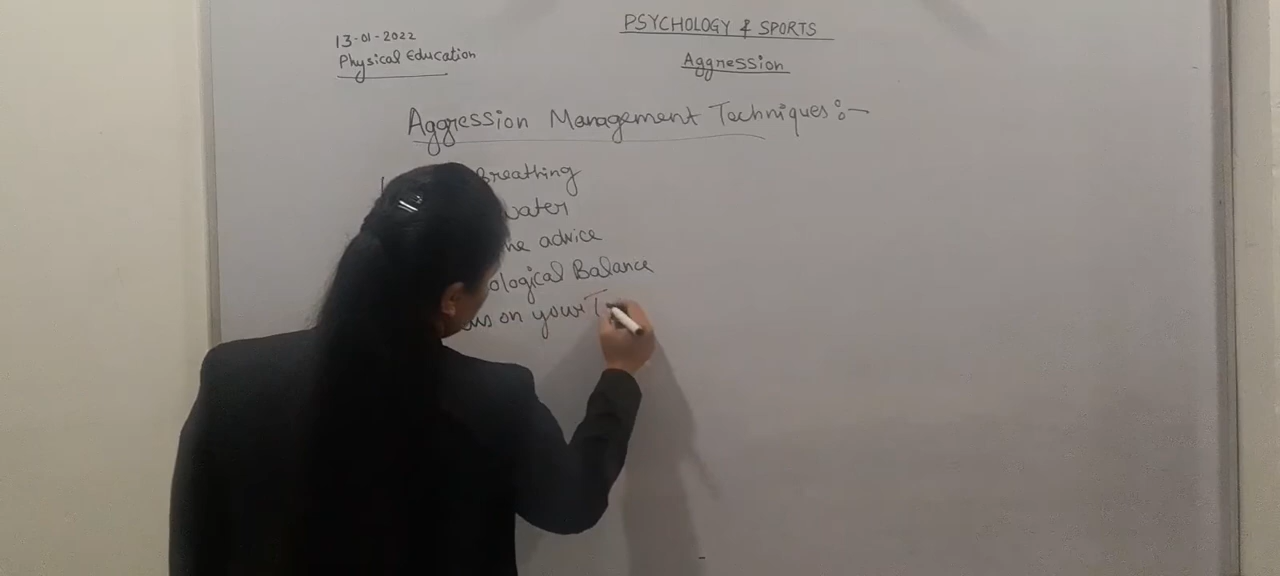 13-01-2022
Physical Education
PSYCHOLOGY & SPORTS
Aggression
Aggression Management Techniques :-
Breathing
water
advice
Balance
on your T